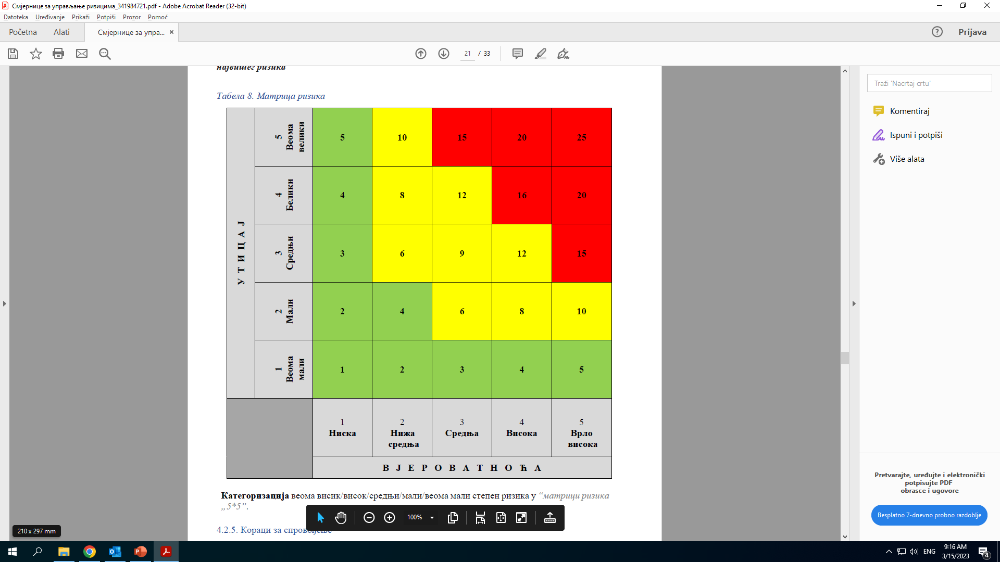 Смјернице за управљање ризицима_341984721.pdf - Adobe Acrobat Reader (32-bit)
Datoteka Uređivanje Prikaži Potpiši Prozor Pomoć
Početna Alati Смјернице за упра... ×
? Prijava
21 / 33
највишег ризика
Табела 8. Матрица ризика
У Т И Ц А Ј
5 Веома велики 5 10 15 20 25
4 Белики 4 8 12 16 20
3 Средњи 3 6 9 12 15
2 Мали 2 4 6 8 10
1 Веома мали 1 2 3 4 5
1 2 3 4 5
Ниска Нижа средња Средња Висока Врло висока
В Ј Е Р О В А Т Н О Ћ А
Категоризација веома висик/висок/средњи/мали/веома мали степен ризика у “матрици ризика
„5*5”.
4.2.5. Кораци за спровођење
100%
210 x 297 mm
Traži 'Nacrtaj crtu'
Komentiraj
Ispuni i potpiši
Više alata
Pretvarajte, uređujte i elektronički
potpisujte PDF
obrasce i ugovore
Besplatno 7-dnevno probno razdoblje
ENG
9:16 AM
3/15/2023
4